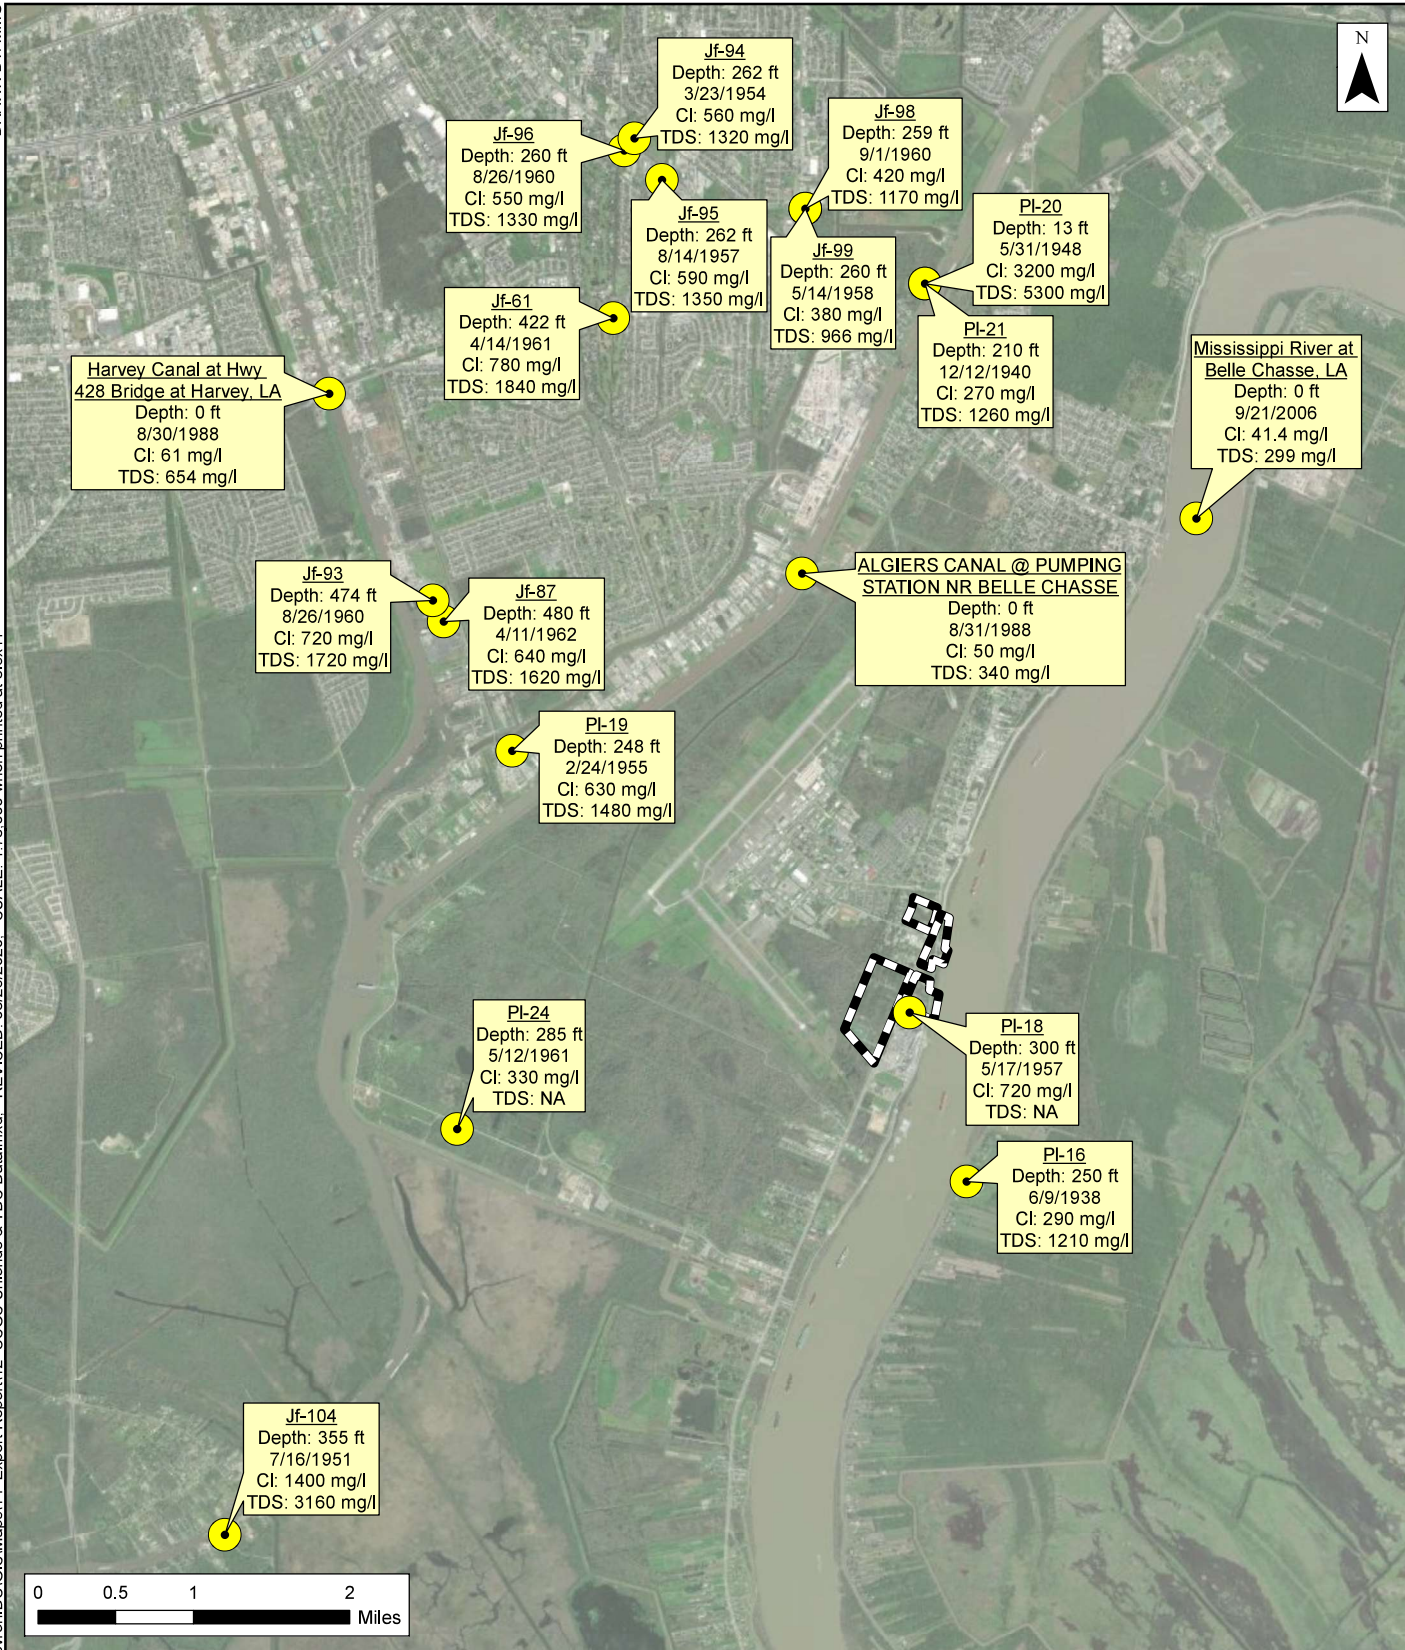 N
Jf-94
Depth: 262 ft
3/23/1954
Cl: 560 mg/l
TDS: 1320 mg/l
Jf-98
Depth: 259 ft
9/1/1960
Cl: 420 mg/l
TDS: 1170 mg/l
Jf-96
Depth: 260 ft
8/26/1960
Cl: 550 mg/l
TDS: 1330 mg/l
Jf-95
Depth: 262 ft
8/14/1957
Cl: 590 mg/l
TDS: 1350 mg/l
Pl-20
Depth: 13 ft
5/31/1948
Cl: 3200 mg/l
TDS: 5300 mg/l
Jf-99
Depth: 260 ft
5/14/1958
Cl: 380 mg/l
TDS: 966 mg/l
Jf-61
Depth: 422 ft
4/14/1961
Cl: 780 mg/l
TDS: 1840 mg/l
Pl-21
Depth: 210 ft
12/12/1940
Cl: 270 mg/l
TDS: 1260 mg/l
Mississippi River at
Belle Chasse, LA
Depth: 0 ft
9/21/2006
Cl: 41.4 mg/l
TDS: 299 mg/l
Harvey Canal at Hwy
428 Bridge at Harvey, LA
Depth: 0 ft
8/30/1988
Cl: 61 mg/l
TDS: 654 mg/l
ALGIERS CANAL @ PUMPING
STATION NR BELLE CHASSE
Depth: 0 ft
8/31/1988
Cl: 50 mg/l
TDS: 340 mg/l
Jf-93
Depth: 474 ft
8/26/1960
Cl: 720 mg/l
TDS: 1720 mg/l
Jf-87
Depth: 480 ft
4/11/1962
Cl: 640 mg/l
TDS: 1620 mg/l
Pl-19
Depth: 248 ft
2/24/1955
Cl: 630 mg/l
TDS: 1480 mg/l
Pl-24
Depth: 285 ft
5/12/1961
Cl: 330 mg/l
TDS: NA
Pl-18
Depth: 300 ft
5/17/1957
Cl: 720 mg/l
TDS: NA
Pl-16
Depth: 250 ft
6/9/1938
Cl: 290 mg/l
TDS: 1210 mg/l
Jf-104
Depth: 355 ft
7/16/1951
Cl: 1400 mg/l
TDS: 3160 mg/l
0 0.5 1 2
Miles